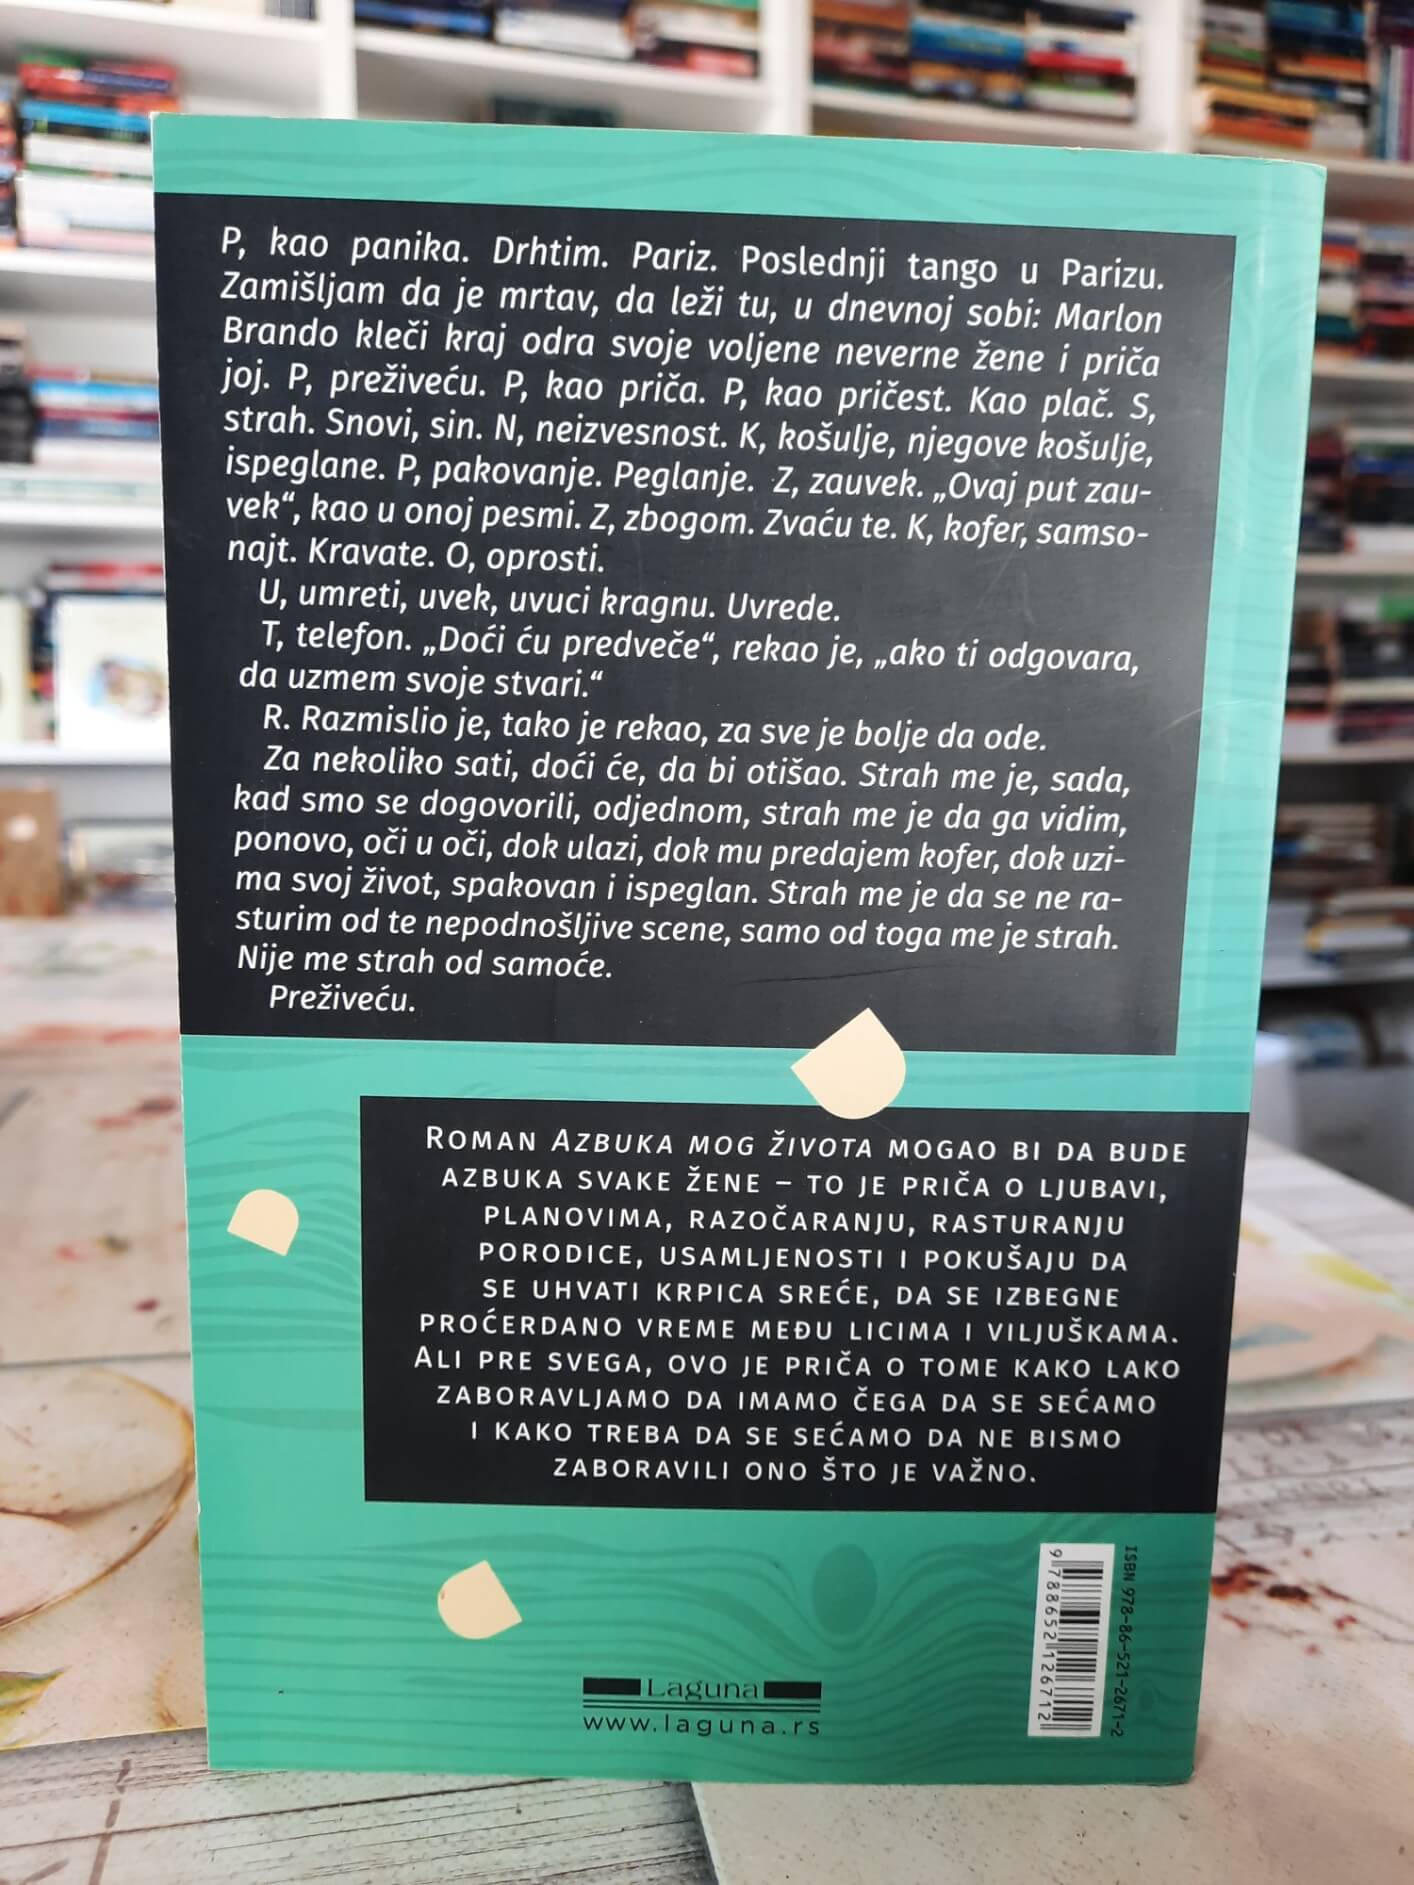 P, kao panika. Drhtim. Pariz. Poslednji tango u Parizu.
Zamišljam da je mrtav, da leži tu, u dnevnoj sobi: Marlon
Brando kleči kraj odra svoje voljene neverne žene i priča
joj. P, preživeću. P, kao priča. P, kao pričest. Kao plač. S,
strah. Snovi, sin. N, neizvesnost. K, košulje, njegove košulje,
ispeglane. P, pakovanje. Peglanje. Z, zauvek. „Ovaj put zau-
vek“, kao u onoj pesmi. Z, zbogom. Zvaću te. K, kofer, samso-
najt. Kravate. O, oprosti.
U, umreti, uvek, uvuci kragnu. Uvrede.
T, telefon. „Doći ću predveče“, rekao je, „ako ti odgovara,
da uzmem svoje stvari.“
R. Razmislio je, tako je rekao, za sve je bolje da ode.
Za nekoliko sati, doći će, da bi otišao. Strah me je, sada,
kad smo se dogovorili, odjednom, strah me je da ga vidim,
ponovo, oči u oči, dok ulazi, dok mu predajem kofer, dok uzi-
ma svoj život, spakovan i ispeglan. Strah me je da se ne ra-
sturim od te nepodnošljive scene, samo od toga me je strah.
Nije me strah od samoće.
Preživeću.
ROMAN AZBUKA MOG ŽIVOTA MOGAO BI DA BUDE
AZBUKA SVAKE ŽENE – TO JE PRIČA O LJUBAVI,
PLANOVIMA, RAZOČARANJU, RASTURANJU
PORODICE, USAMLJENOSTI I POKUŠAJU DA
SE UHVATI KRPICA SREĆE, DA SE IZBEGNE
PROĆERDANO VREME MEĐU LICIMA I VILJUŠKAMA.
ALI PRE SVEGA, OVO JE PRIČA O TOME KAKO LAKO
ZABORAVLJAMO DA IMAMO ČEGA DA SE SEĆAMO
I KAKO TREBA DA SE SEĆAMO DA NE BISMO
ZABORAVILI ONO ŠTO JE VAŽNO.
ISBN 978-86-521-2671-2
9 788652 126712
Laguna
www.laguna.rs